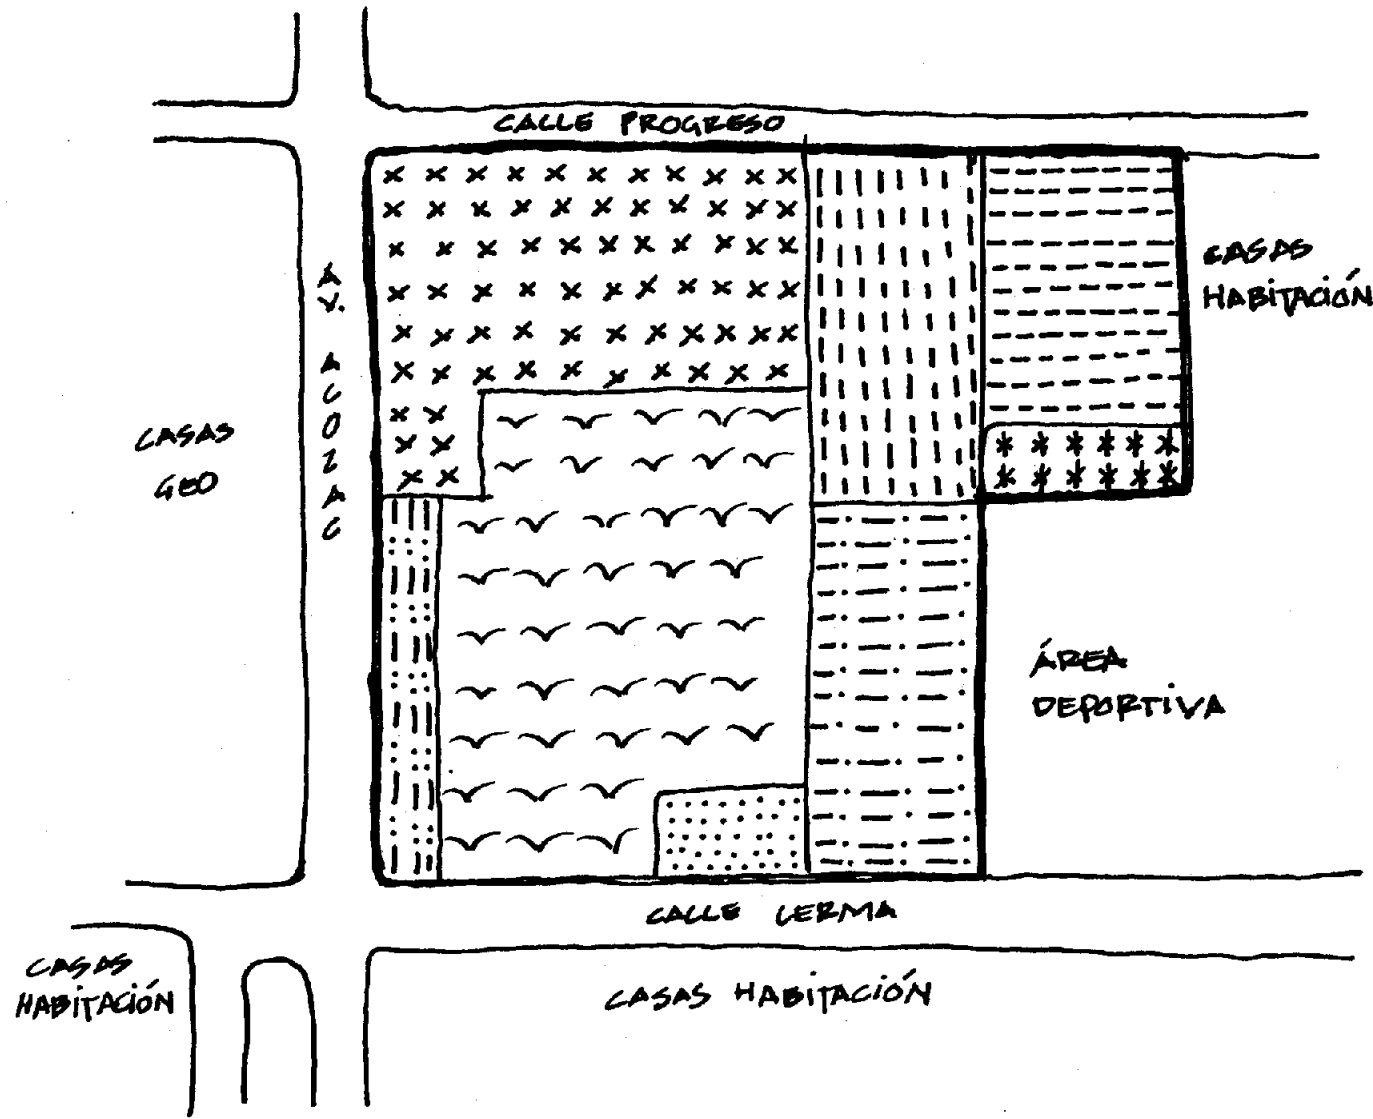 CALLE PROGRESO
AV. ACOZAC
CASAS
HABITACIÓN
CASAS
GEO
ÁREA
DEPORTIVA
CALLE LERMA
CASAS
HABITACIÓN
CASAS HABITACIÓN